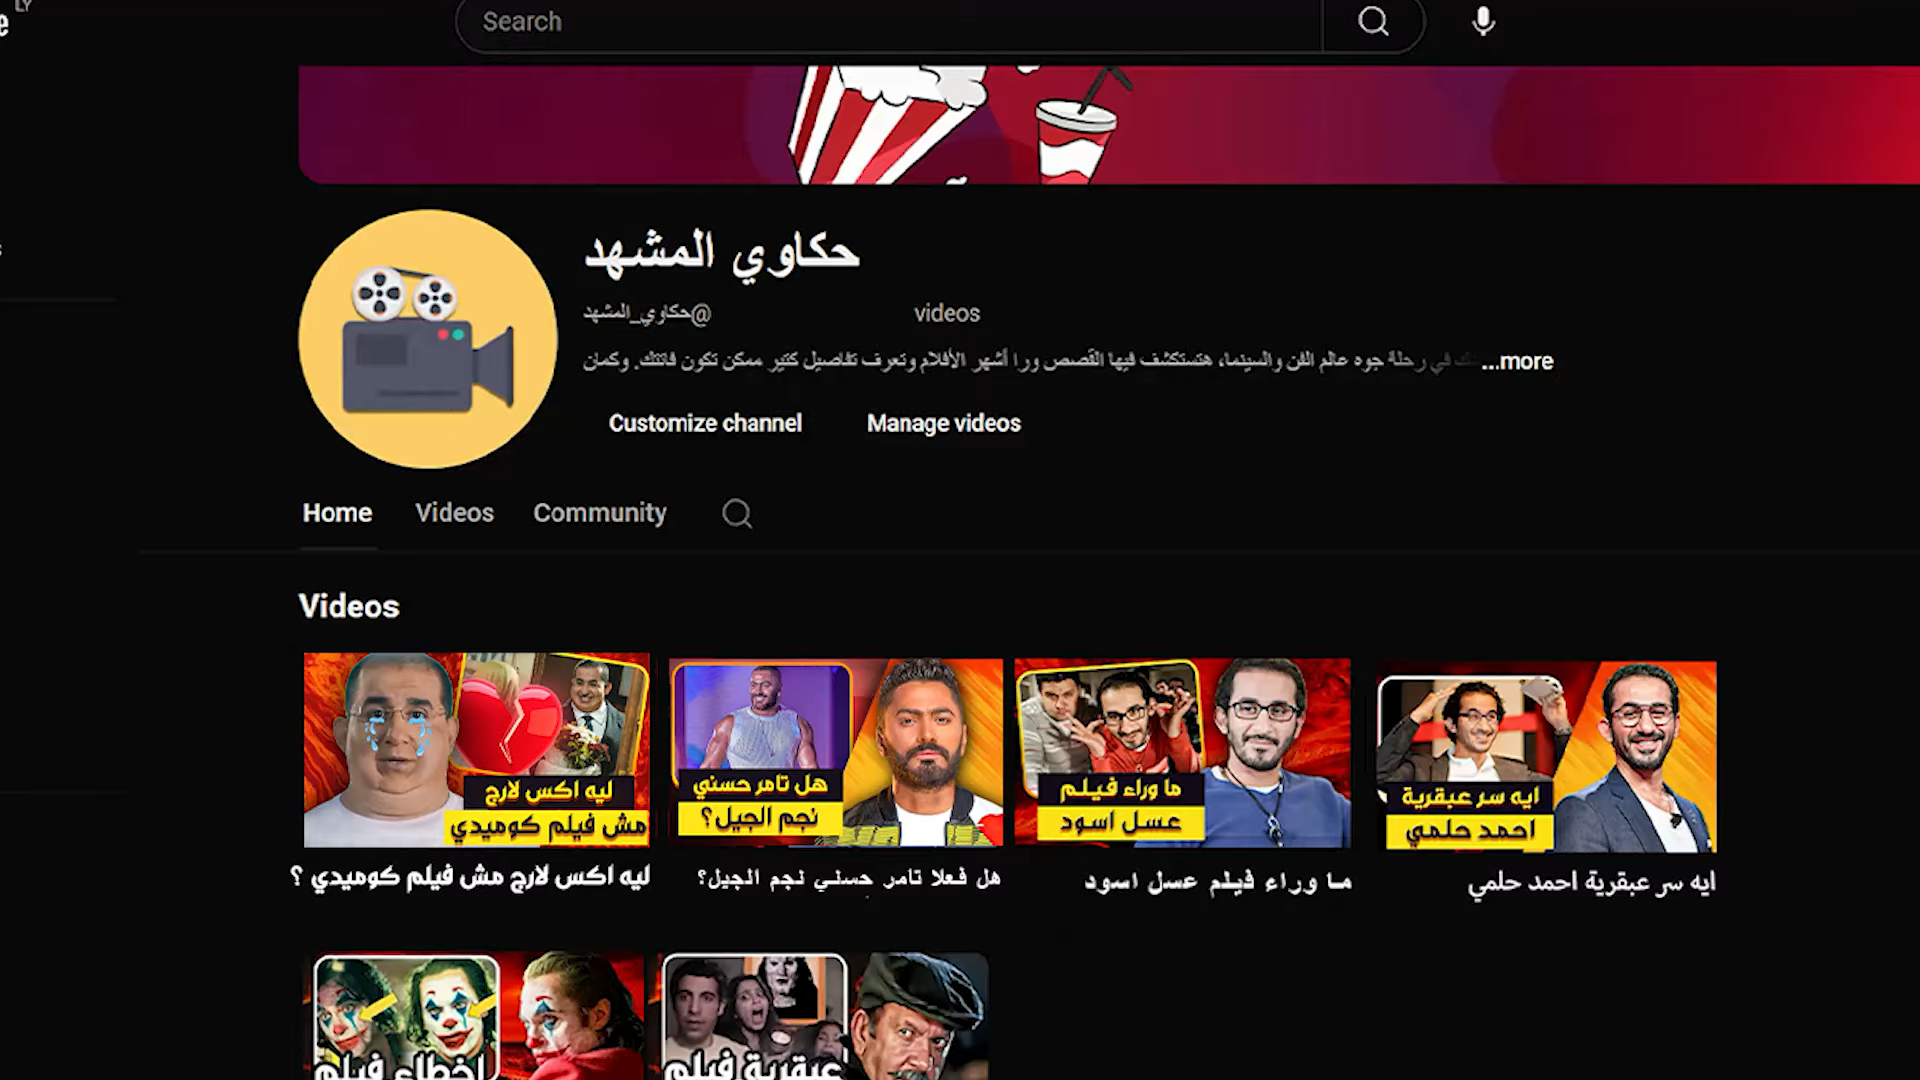 LY
Search
حكاوي المشهد
@حكاوي_المشهد
videos
في رحلة جوه عالم الفن والسينما، هتستكشف فيها القصص ورا أشهر الأفلام وتعرف تفاصيل كتير ممكن تكون فاتتك. وكمان
...more
Customize channel
Manage videos
Home
Videos
Community
Videos
ليه اكس لارج
مش فيلم كوميدي
هل تامر حسني
نجم الجيل؟
ما وراء فيلم
عسل اسود
ايه سر عبقرية
احمد حلمي
ليه اكس لارج مش فيلم كوميدي ؟
هل فعلا تامر حسني نجم الجيل؟
ما وراء فيلم عسل اسود
ايه سر عبقرية احمد حلمي
اخطاء فيلم
عبقرية فيلم